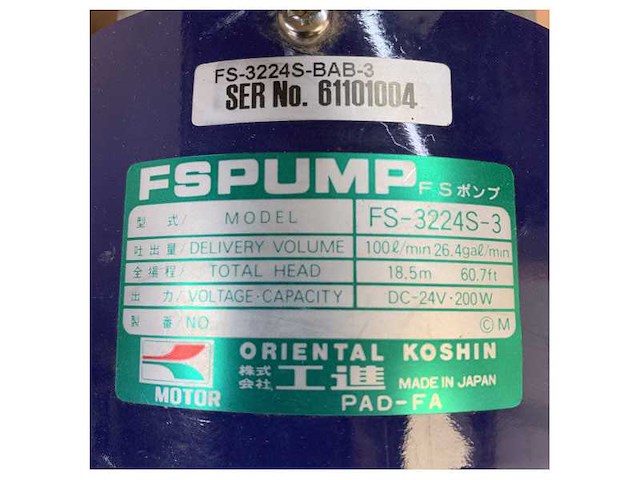 FS-3224S-BAB-3
SER No. 61101004
FSPUMP FSポンプ
型式/ MODEL FS-3224S-3
吐出量/ DELIVERY VOLUME 100ℓ/min 26.4gal/min
全揚程/ TOTAL HEAD 18.5m 60.7ft
出力/ VOLTAGE·CAPACITY DC-24V·200W
製番/ NO. ⒸM
ORIENTAL KOSHIN
株式会社 工進 MADE IN JAPAN
MOTOR PAD-FA